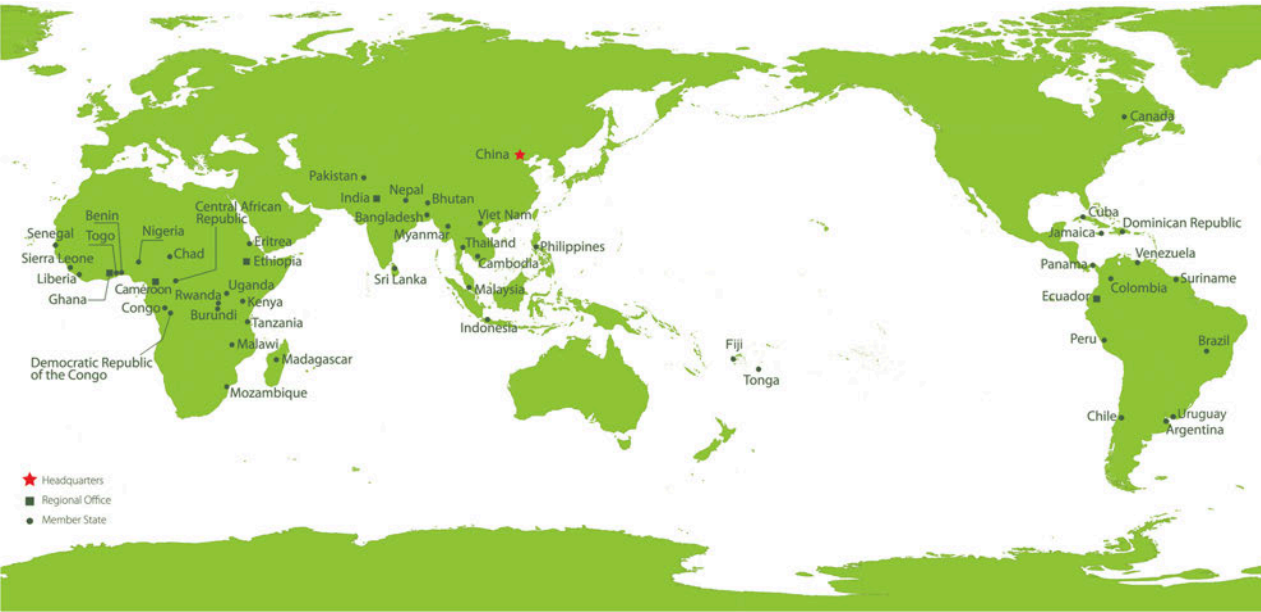 Canada
China
Pakistan
India
Nepal
Bhutan
Bangladesh
Viet Nam
Myanmar
Thailand
Philippines
Cambodia
Sri Lanka
Malaysia
Indonesia
Central African
Republic
Benin
Togo
Nigeria
Senegal
Sierra Leone
Liberia
Ghana
Chad
Eritrea
Ethiopia
Cameroon
Uganda
Rwanda
Kenya
Congo
Burundi
Tanzania
Democratic Republic
of the Congo
Malawi
Madagascar
Mozambique
Fiji
Tonga
Cuba
Dominican Republic
Jamaica
Panama
Venezuela
Suriname
Colombia
Ecuador
Peru
Brazil
Chile
Uruguay
Argentina
Headquarters
Regional Office
Member State